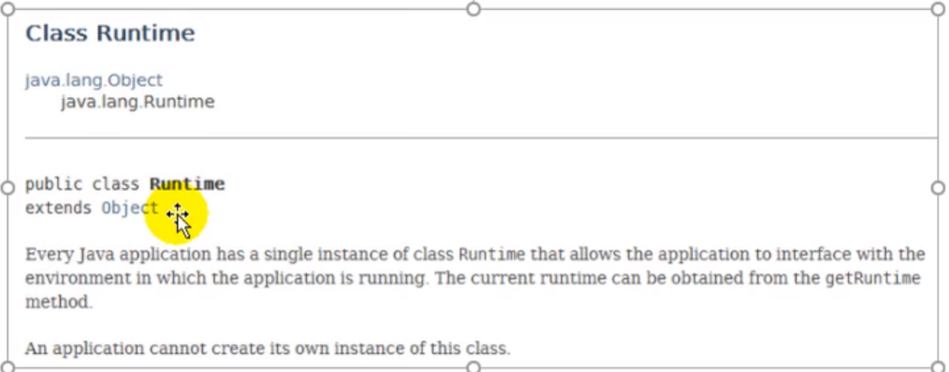 Class Runtime
java.lang.Object
java.lang.Runtime
public class Runtime
extends Object
Every Java application has a single instance of class Runtime that allows the application to interface with the
environment in which the application is running. The current runtime can be obtained from the getRuntime
method.
An application cannot create its own instance of this class.